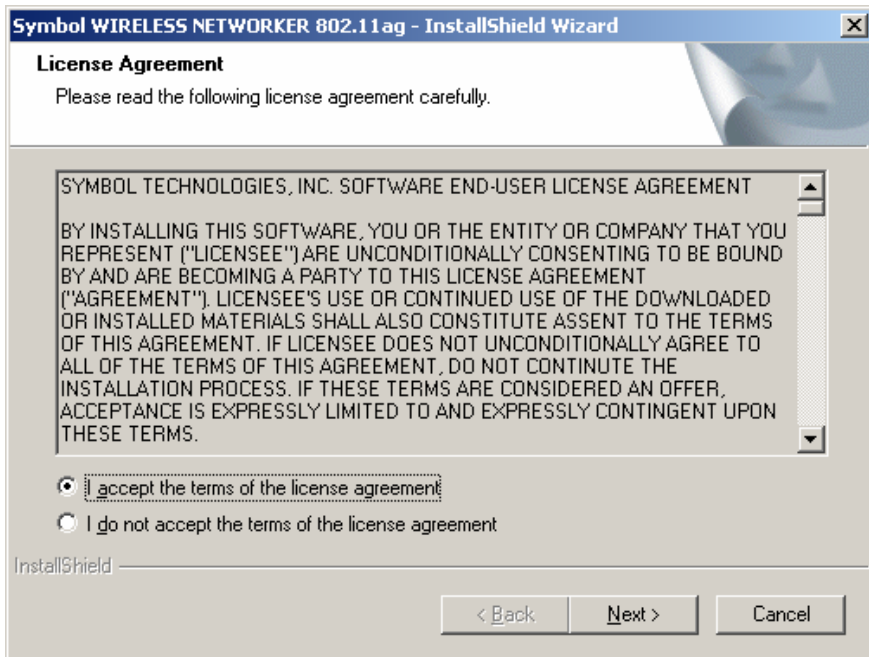 Symbol WIRELESS NETWORKER 802.11ag - InstallShield Wizard
License Agreement
Please read the following license agreement carefully.
SYMBOL TECHNOLOGIES, INC. SOFTWARE END-USER LICENSE AGREEMENT
BY INSTALLING THIS SOFTWARE, YOU OR THE ENTITY OR COMPANY THAT YOU
REPRESENT ("LICENSEE") ARE UNCONDITIONALLY CONSENTING TO BE BOUND
BY AND ARE BECOMING A PARTY TO THIS LICENSE AGREEMENT
("AGREEMENT"). LICENSEE'S USE OR CONTINUED USE OF THE DOWNLOADED
OR INSTALLED MATERIALS SHALL ALSO CONSTITUTE ASSENT TO THE TERMS
OF THIS AGREEMENT. IF LICENSEE DOES NOT UNCONDITIONALLY AGREE TO
ALL OF THE TERMS OF THIS AGREEMENT, DO NOT CONTINUTE THE
INSTALLATION PROCESS. IF THESE TERMS ARE CONSIDERED AN OFFER,
ACCEPTANCE IS EXPRESSLY LIMITED TO AND EXPRESSLY CONTINGENT UPON
THESE TERMS.
I accept the terms of the license agreement
I do not accept the terms of the license agreement
InstallShield
< Back Next > Cancel